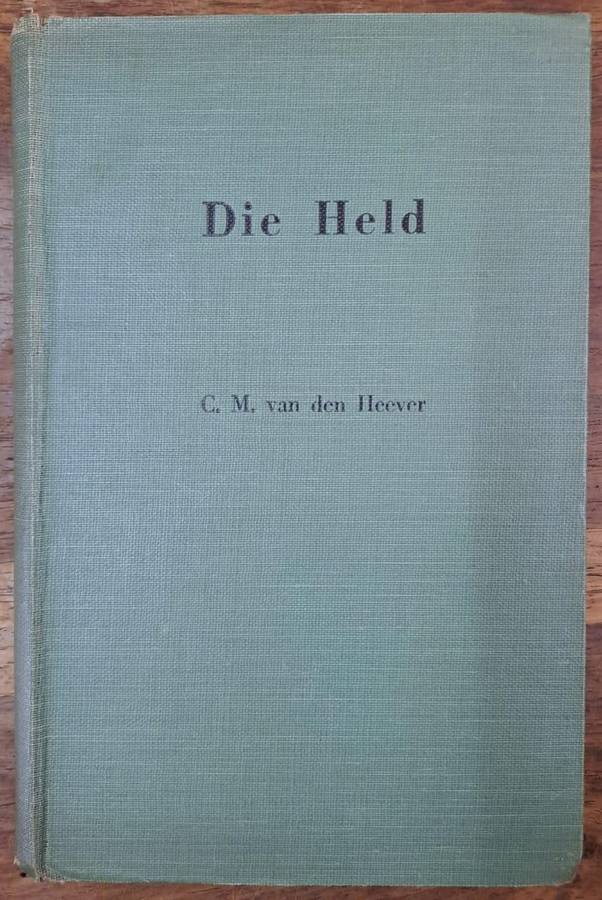 Die Held
C. M. van den Heever